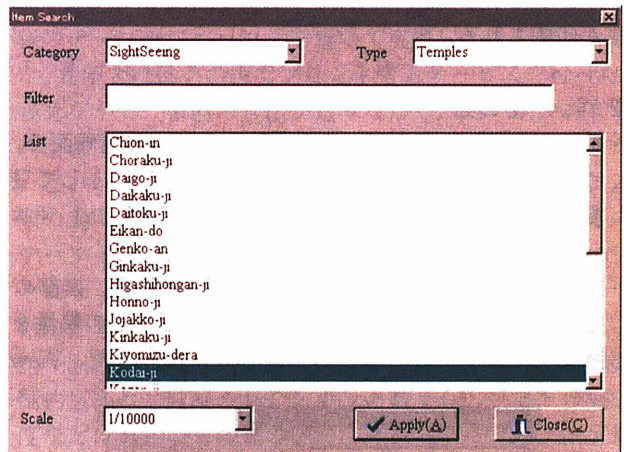 Item Search
Category SightSeeing Type Temples
Filter
List
Chion-in
Choraku-ji
Daigo-ji
Daikaku-ji
Daitoku-ji
Eikan-do
Genko-an
Ginkaku-ji
Higashihongan-ji
Honno-ji
Jojakko-ji
Kinkaku-ji
Kiyomizu-dera
Kodai-ji
Scale 1/10000 Apply(A) Close(C)